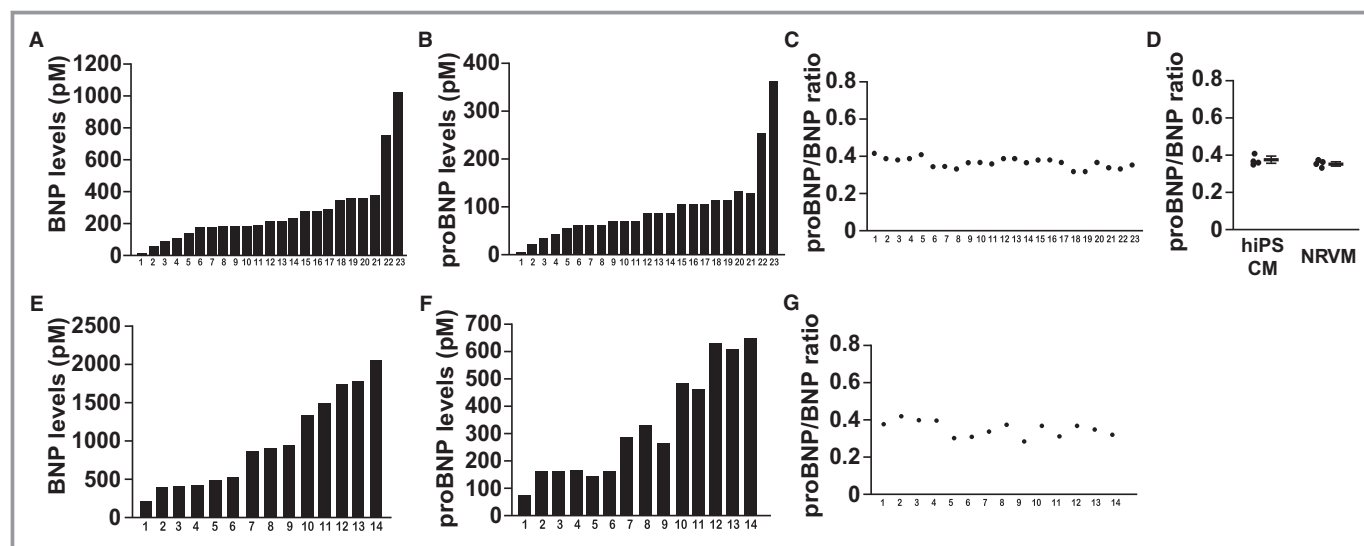 A
BNP levels (pM)
1200
1000
800
600
400
200
0
1 2 3 4 5 6 7 8 9 10 11 12 13 14 15 16 17 18 19 20 21 22 23
B
proBNP levels (pM)
400
300
200
100
0
1 2 3 4 5 6 7 8 9 10 11 12 13 14 15 16 17 18 19 20 21 22 23
C
proBNP/BNP ratio
0.8
0.6
0.4
0.2
0
1 2 3 4 5 6 7 8 9 10 11 12 13 14 15 16 17 18 19 20 21 22 23
D
proBNP/BNP ratio
0.8
0.6
0.4
0.2
0
hiPS
CM
NRVM
E
BNP levels (pM)
2500
2000
1500
1000
500
0
1 2 3 4 5 6 7 8 9 10 11 12 13 14
F
proBNP levels (pM)
700
600
500
400
300
200
100
0
1 2 3 4 5 6 7 8 9 10 11 12 13 14
G
proBNP/BNP ratio
0.8
0.6
0.4
0.2
0
1 2 3 4 5 6 7 8 9 10 11 12 13 14